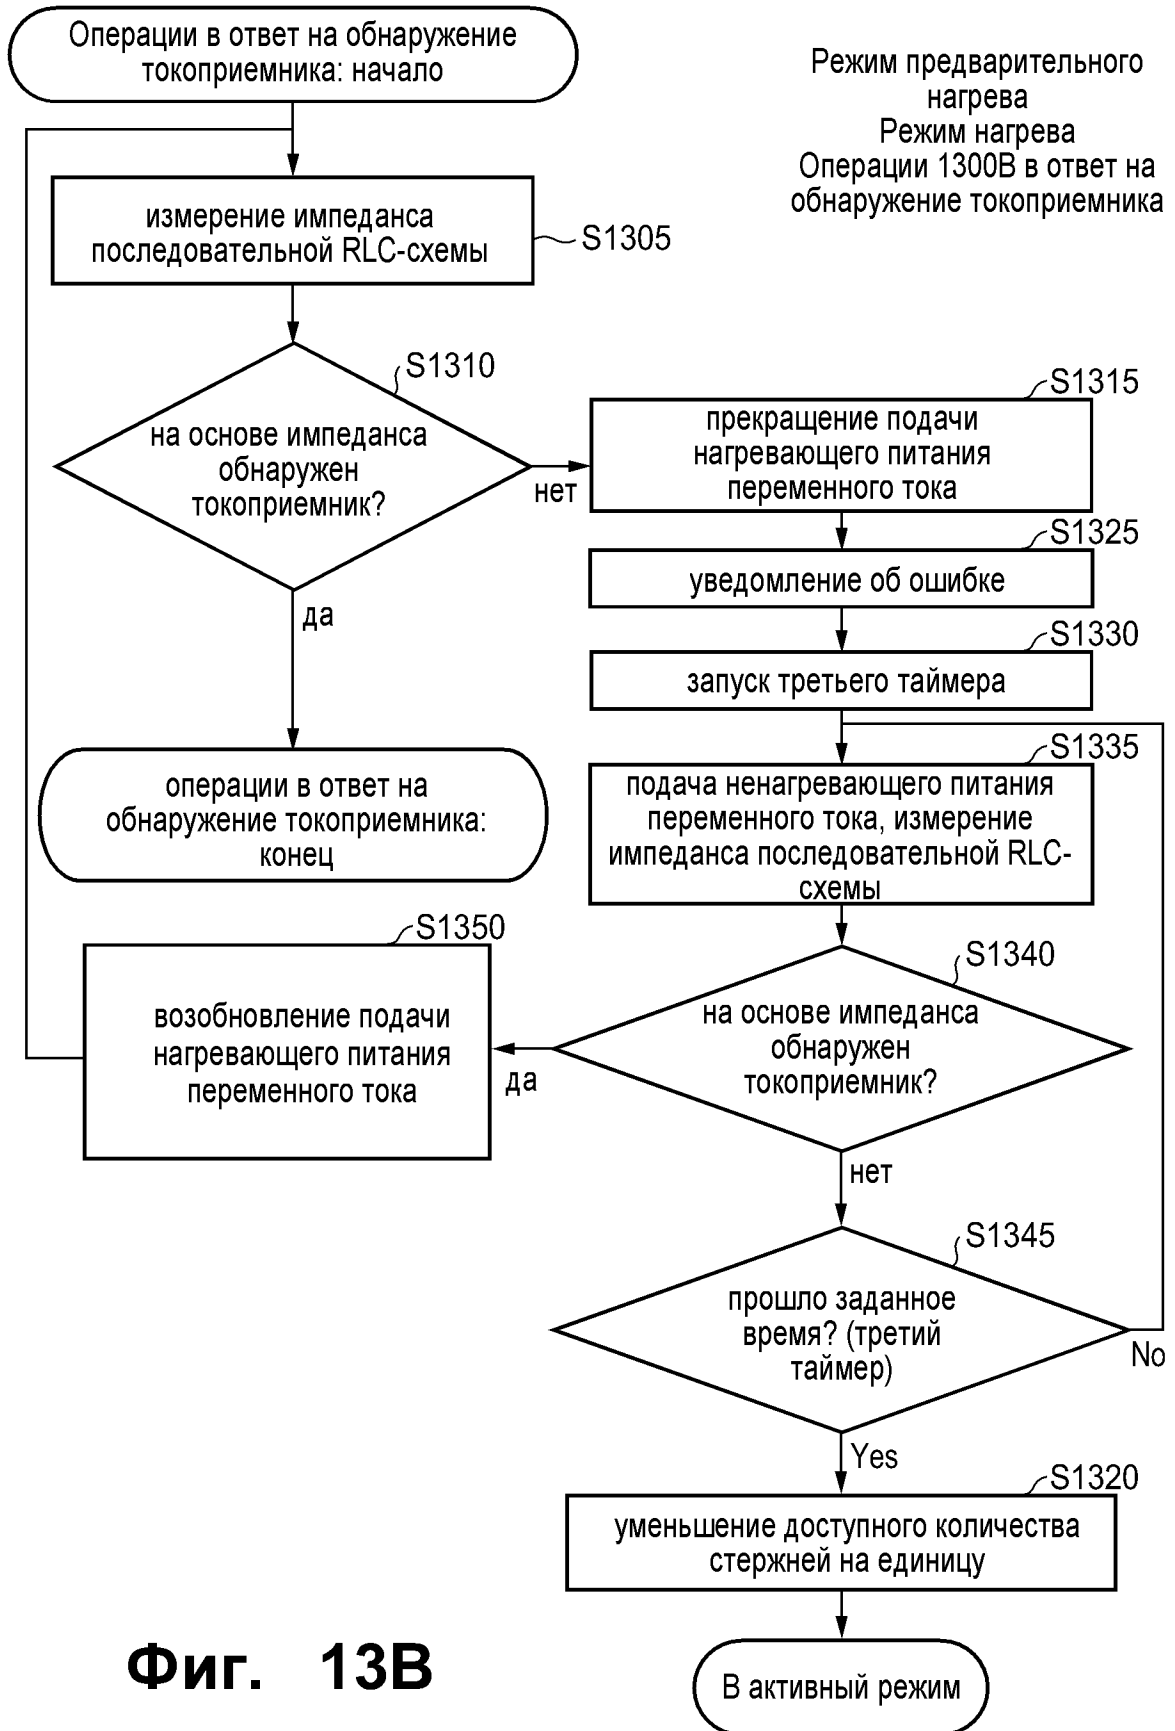 Операции в ответ на обнаружение
токоприемника: начало
Режим предварительного
нагрева
Режим нагрева
Операции 1300В в ответ на
обнаружение токоприемника
измерение импеданса
последовательной RLC-схемы
S1305
S1310
на основе импеданса
обнаружен
токоприемник?
нет
да
S1315
прекращение подачи
нагревающего питания
переменного тока
S1325
уведомление об ошибке
S1330
запуск третьего таймера
S1335
подача ненагревающего питания
переменного тока, измерение
импеданса последовательной RLC-
схемы
операции в ответ на
обнаружение токоприемника:
конец
S1350
возобновление подачи
нагревающего питания
переменного тока
S1340
на основе импеданса
обнаружен
токоприемник?
да
нет
S1345
прошло заданное
время? (третий
таймер)
No
Yes
S1320
уменьшение доступного количества
стержней на единицу
В активный режим
Фиг. 13В